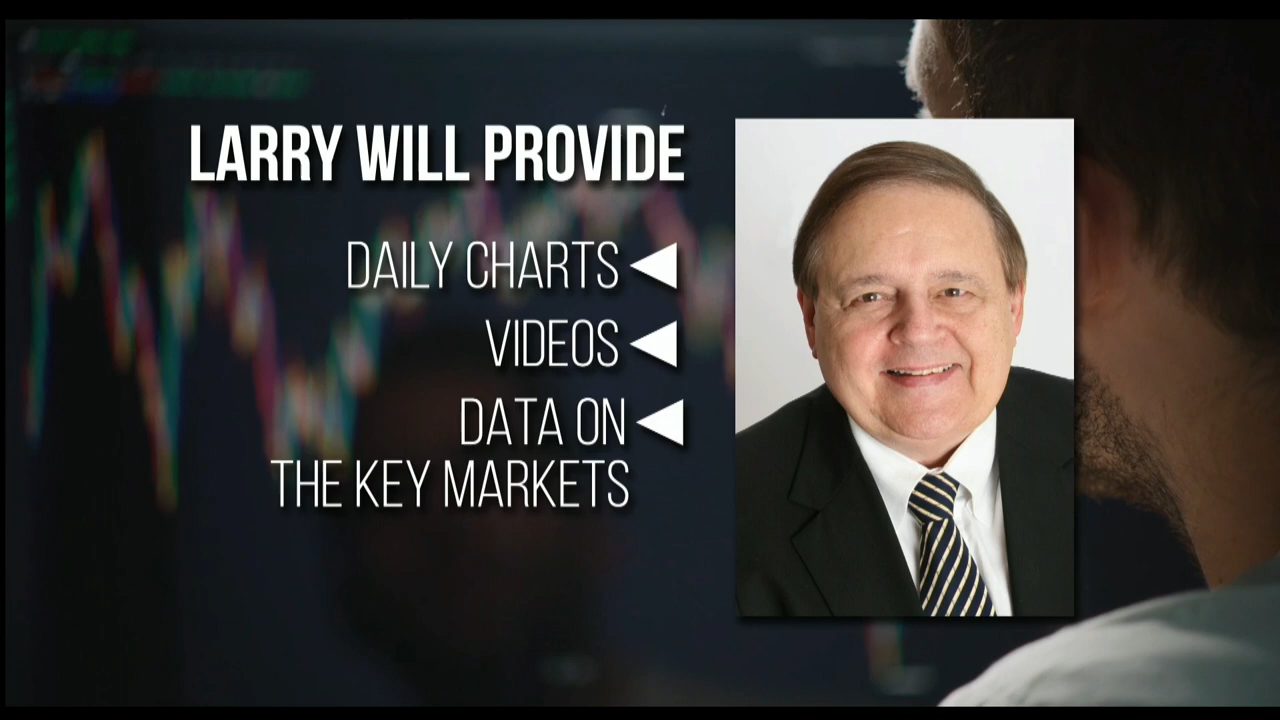 LARRY WILL PROVIDE
DAILY CHARTS
VIDEOS
DATA ON
THE KEY MARKETS